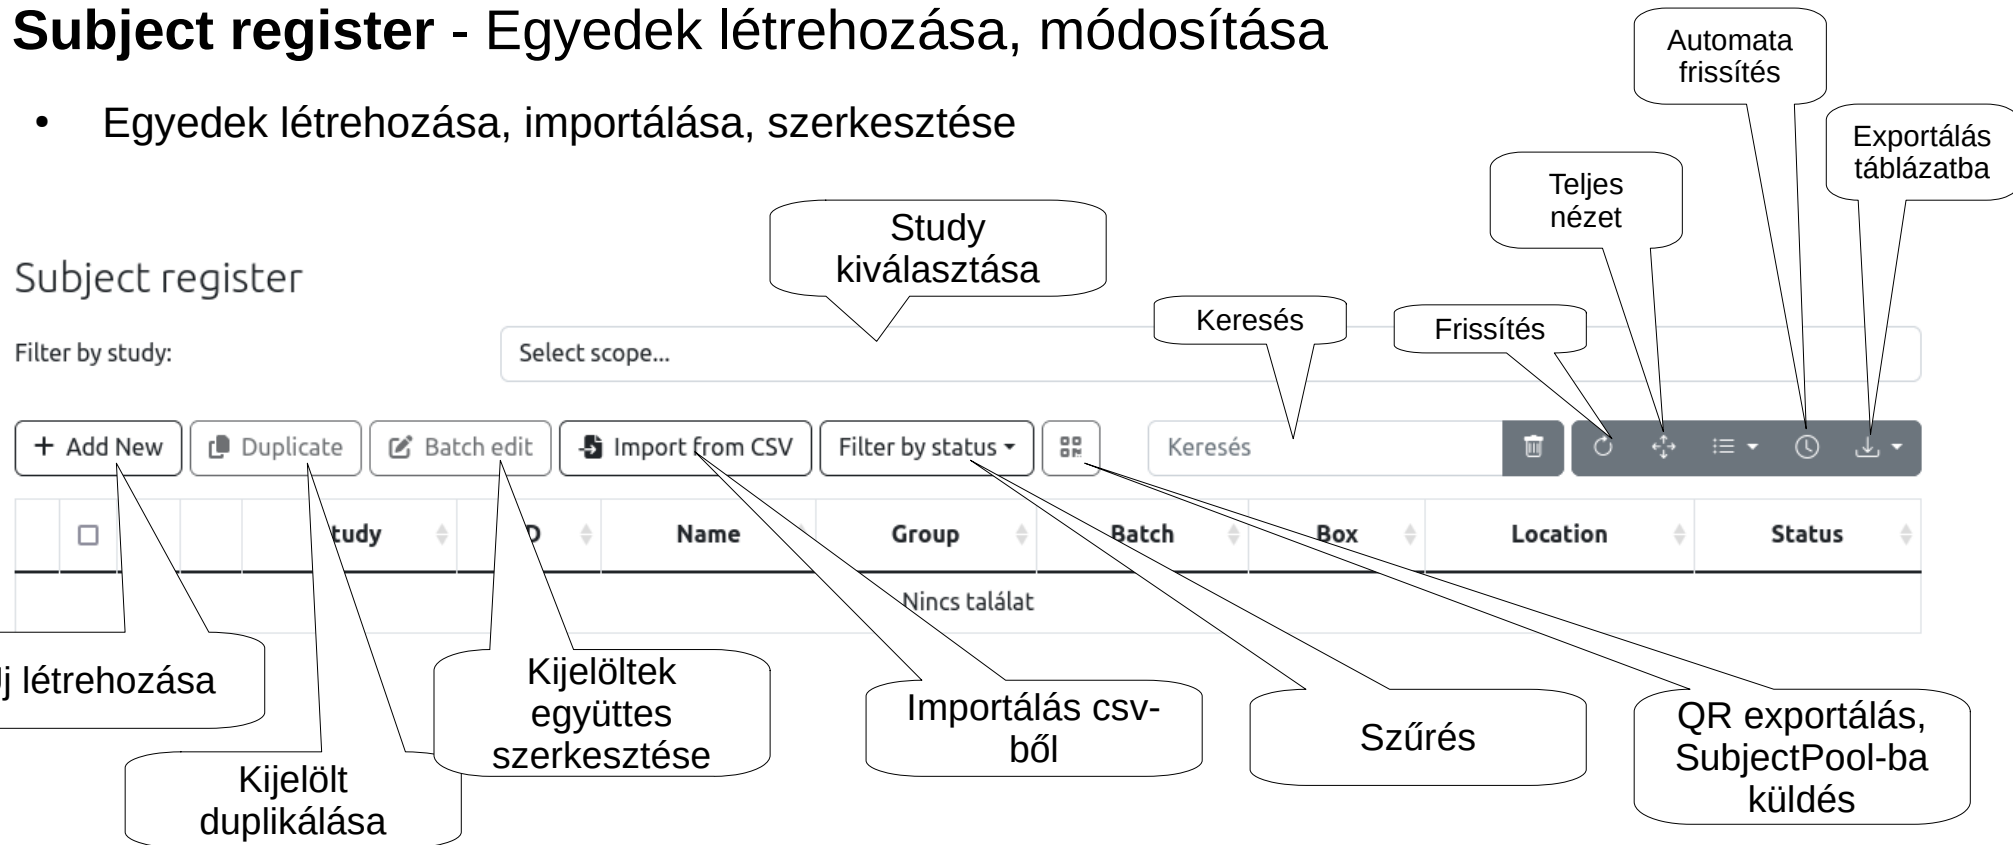 Subject register - Egyedek létrehozása, módosítása
• Egyedek létrehozása, importálása, szerkesztése
Automata
frissítés
Exportálás
táblázatba
Teljes
nézet
Study
kiválasztása
Keresés
Frissítés
Subject register
Filter by study:
Select scope...
+ Add New
Duplicate
Batch edit
Import from CSV
Filter by status
Keresés
tudy
Name
Group
Batch
Box
Location
Status
Nincs találat
j létrehozása
Kijelölt
duplikálása
Kijelöltek
együttes
szerkesztése
Importálás csv-
ből
Szűrés
QR exportálás,
SubjectPool-ba
küldés